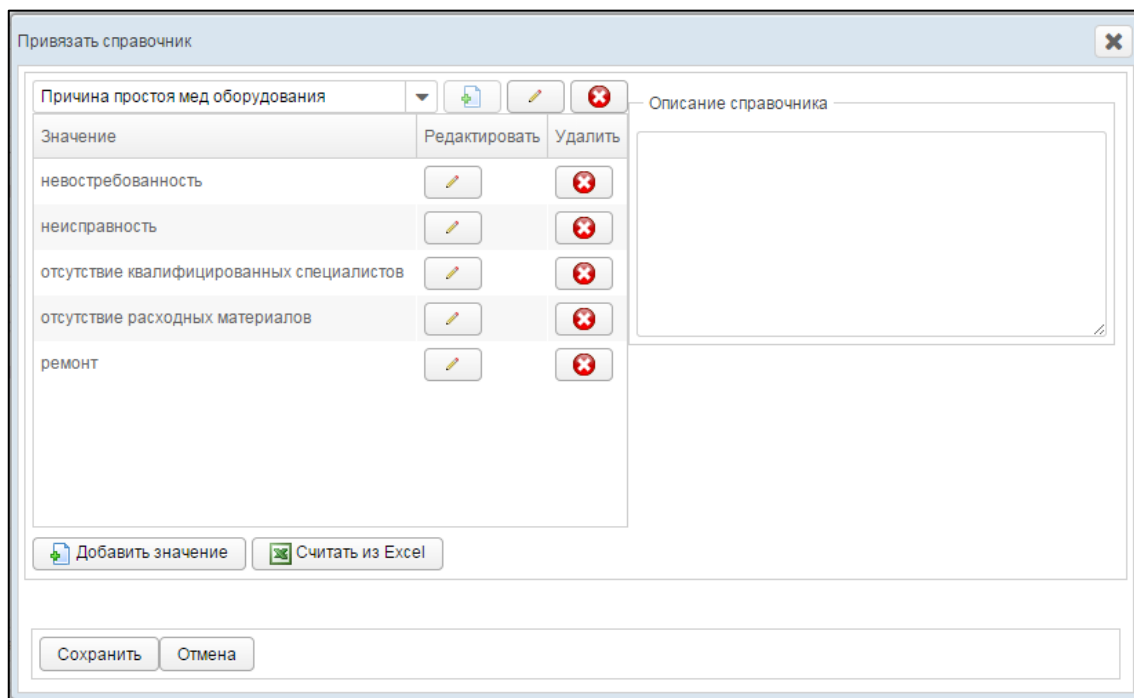 Привязать справочник
Причина простоя мед оборудования
Описание справочника
Значение Редактировать Удалить
невостребованность
неисправность
отсутствие квалифицированных специалистов
отсутствие расходных материалов
ремонт
Добавить значение Считать из Excel
Сохранить Отмена